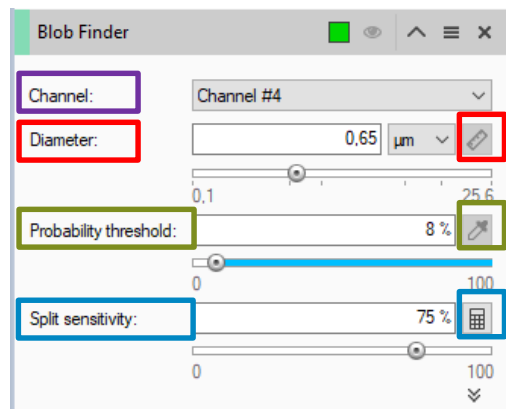 Blob Finder
Channel: Channel #4
Diameter: 0,65 µm
0,1 25,6
Probability threshold: 8 %
0 100
Split sensitivity: 75 %
0 100